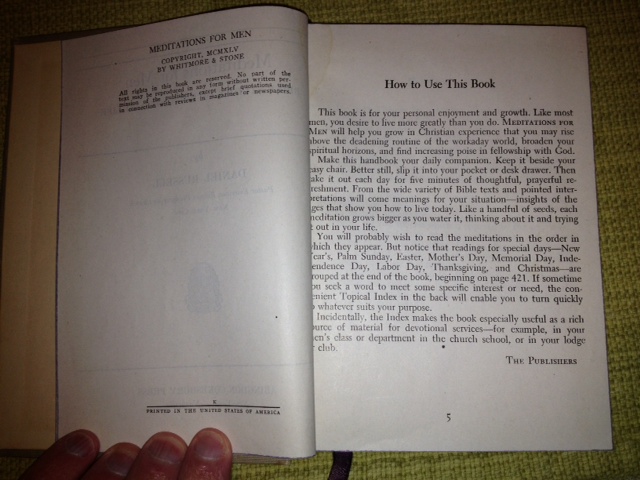 MEDITATIONS FOR MEN
COPYRIGHT, MCMXLV
BY WHITMORE & STONE
All rights in this book are reserved. No part of the
text may be reproduced in any form without written per-
mission of the publishers, except brief quotations used
in connection with reviews in magazines or newspapers.
PRINTED IN THE UNITED STATES OF AMERICA
How to Use This Book
This book is for your personal enjoyment and growth. Like most
men, you desire to live more greatly than you do. MEDITATIONS FOR
MEN will help you grow in Christian experience that you may rise
above the deadening routine of the workaday world, broaden your
spiritual horizons, and find increasing poise in fellowship with God.
Make this handbook your daily companion. Keep it beside your
easy chair. Better still, slip it into your pocket or desk drawer. Then
ake it out each day for five minutes of thoughtful, prayerful re-
reshment. From the wide variety of Bible texts and pointed inter-
pretations will come meanings for your situation—insights of the
ges that show you how to live today. Like a handful of seeds, each
meditation grows bigger as you water it, thinking about it and trying
t out in your life.
You will probably wish to read the meditations in the order in
which they appear. But notice that readings for special days—New
Year's, Palm Sunday, Easter, Mother's Day, Memorial Day, Inde-
endence Day, Labor Day, Thanksgiving, and Christmas—are
rouped at the end of the book, beginning on page 421. If sometime
you seek a word to meet some specific interest or need, the con-
enient Topical Index in the back will enable you to turn quickly
o whatever suits your purpose.
Incidentally, the Index makes the book especially useful as a rich
ource of material for devotional services—for example, in your
en's class or department in the church school, or in your lodge
r club.
THE PUBLISHERS
5